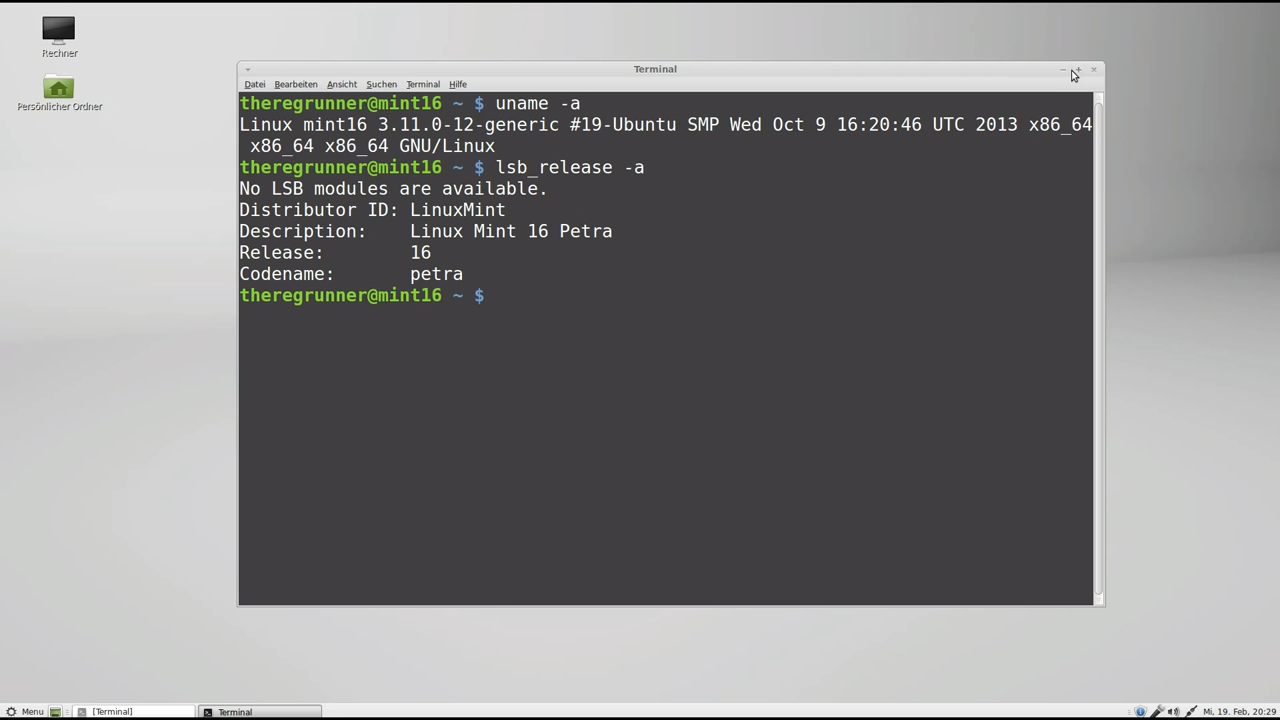 Rechner
Persönlicher Ordner
Terminal
Datei Bearbeiten Ansicht Suchen Terminal Hilfe
theregrunner@mint16 ~ $ uname -a
Linux mint16 3.11.0-12-generic #19-Ubuntu SMP Wed Oct 9 16:20:46 UTC 2013 x86_64
x86_64 x86_64 GNU/Linux
theregrunner@mint16 ~ $ lsb_release -a
No LSB modules are available.
Distributor ID: LinuxMint
Description: Linux Mint 16 Petra
Release: 16
Codename: petra
theregrunner@mint16 ~ $
Menu [Terminal] Terminal Mi, 19. Feb, 20:29